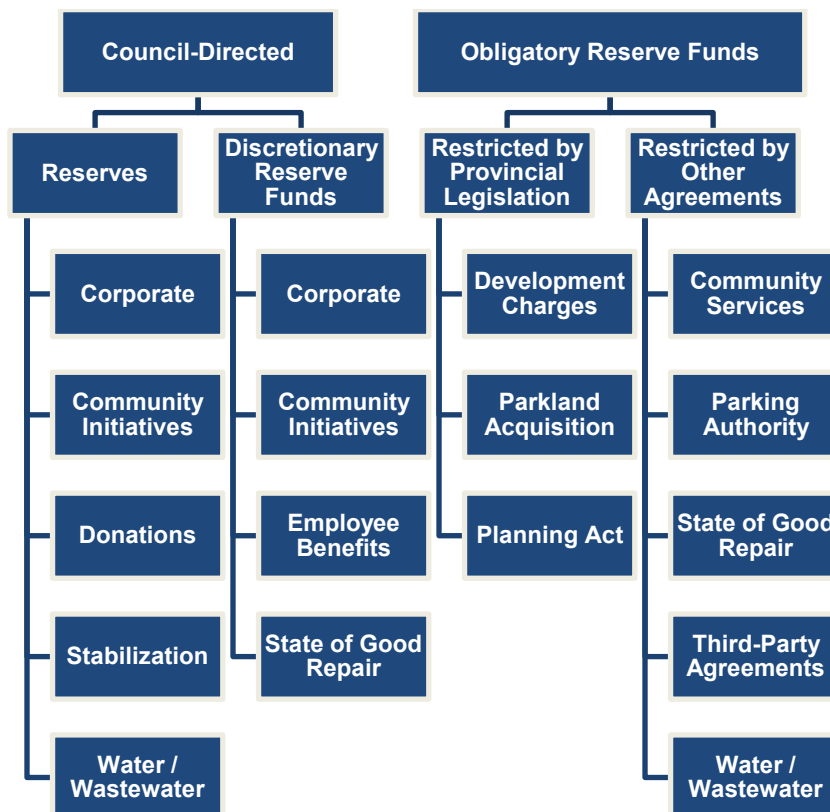 Council-Directed
Obligatory Reserve Funds
Reserves
Discretionary
Reserve
Funds
Restricted by
Provincial
Legislation
Restricted by
Other
Agreements
Corporate
Community
Initiatives
Donations
Stabilization
Water /
Wastewater
Corporate
Community
Initiatives
Employee
Benefits
State of Good
Repair
Development
Charges
Parkland
Acquisition
Planning Act
Community
Services
Parking
Authority
State of Good
Repair
Third-Party
Agreements
Water /
Wastewater